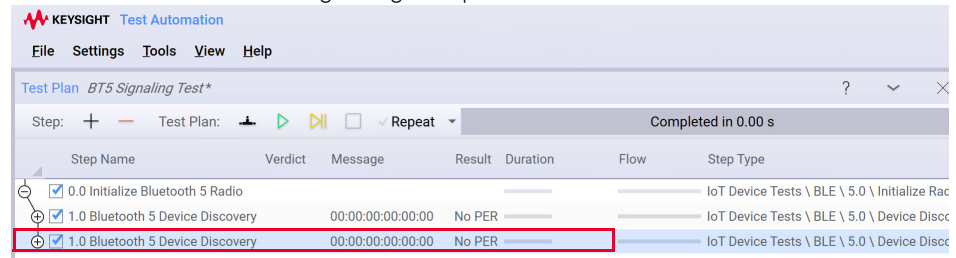 KEYSIGHT Test Automation
File Settings Tools View Help
Test Plan BT5 Signaling Test* ?
Step: Test Plan: Repeat Completed in 0.00 s
Step Name Verdict Message Result Duration Flow Step Type
0.0 Initialize Bluetooth 5 Radio IoT Device Tests \ BLE \ 5.0 \ Initialize Rad
1.0 Bluetooth 5 Device Discovery 00:00:00:00:00:00 No PER IoT Device Tests \ BLE \ 5.0 \ Device Disco
1.0 Bluetooth 5 Device Discovery 00:00:00:00:00:00 No PER IoT Device Tests \ BLE \ 5.0 \ Device Disco